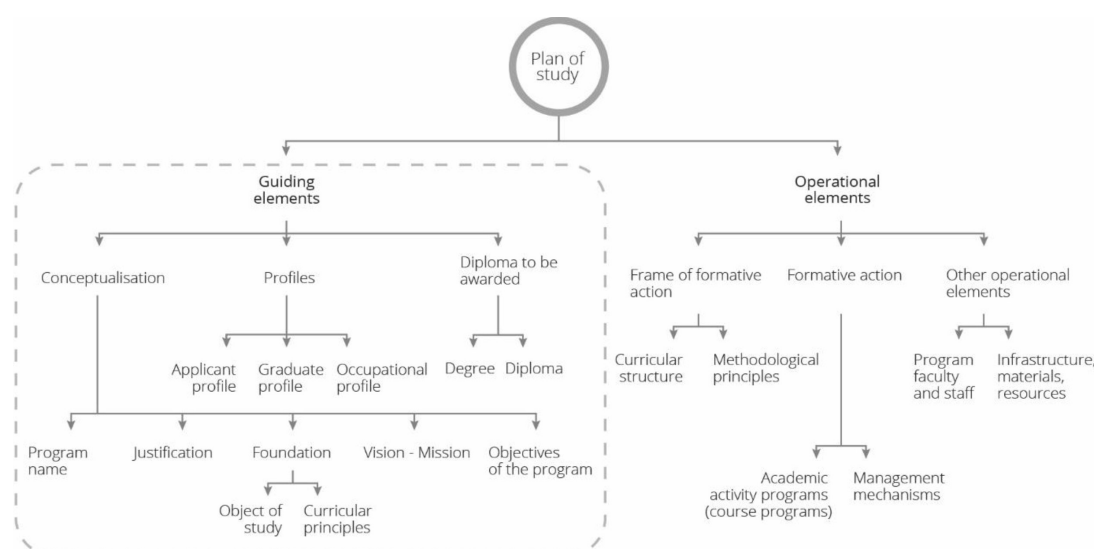 Plan of
study
Guiding
elements
Operational
elements
Conceptualisation
Profiles
Diploma to be
awarded
Frame of formative
action
Formative action
Other operational
elements
Applicant
profile
Graduate
profile
Occupational
profile
Degree
Diploma
Curricular
structure
Methodological
principles
Program
faculty
and staff
Infrastructure,
materials,
resources
Program
name
Justification
Foundation
Vision - Mission
Objectives
of the program
Academic
activity programs
(course programs)
Management
mechanisms
Object of
study
Curricular
principles